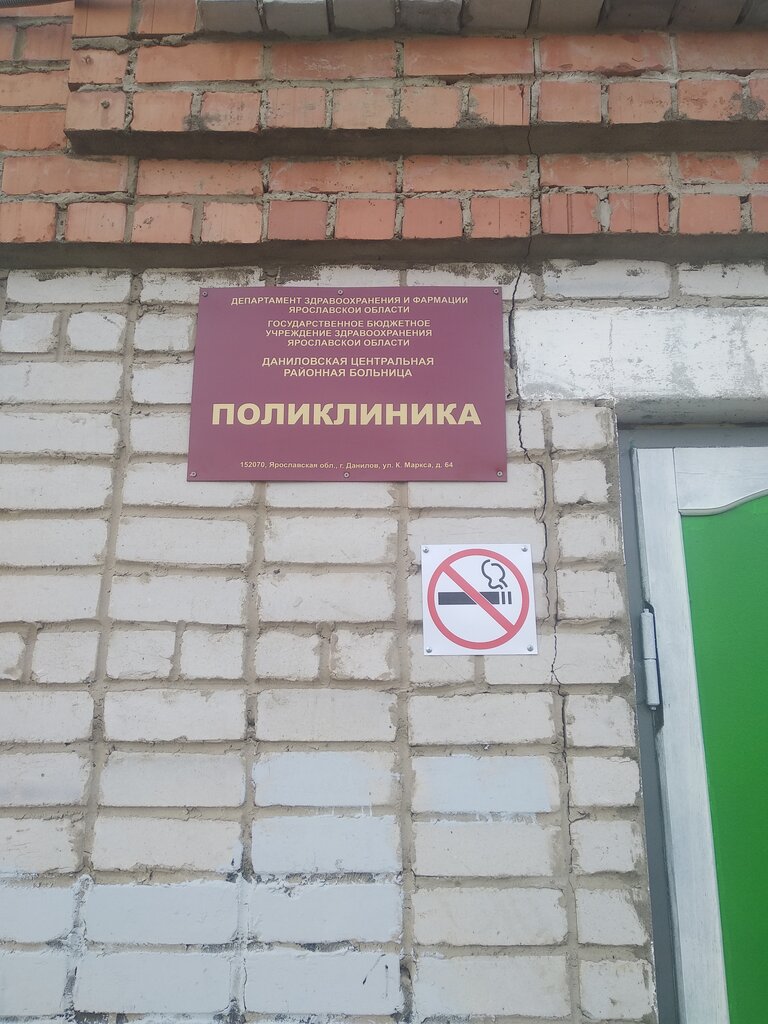 ДЕПАРТАМЕНТ ЗДРАВООХРАНЕНИЯ И ФАРМАЦИИ
ЯРОСЛАВСКОЙ ОБЛАСТИ
ГОСУДАРСТВЕННОЕ БЮДЖЕТНОЕ
УЧРЕЖДЕНИЕ ЗДРАВООХРАНЕНИЯ
ЯРОСЛАВСКОЙ ОБЛАСТИ
ДАНИЛОВСКАЯ ЦЕНТРАЛЬНАЯ
РАЙОННАЯ БОЛЬНИЦА
ПОЛИКЛИНИКА
152070, Ярославская обл., г. Данилов, ул. К. Маркса, д. 64